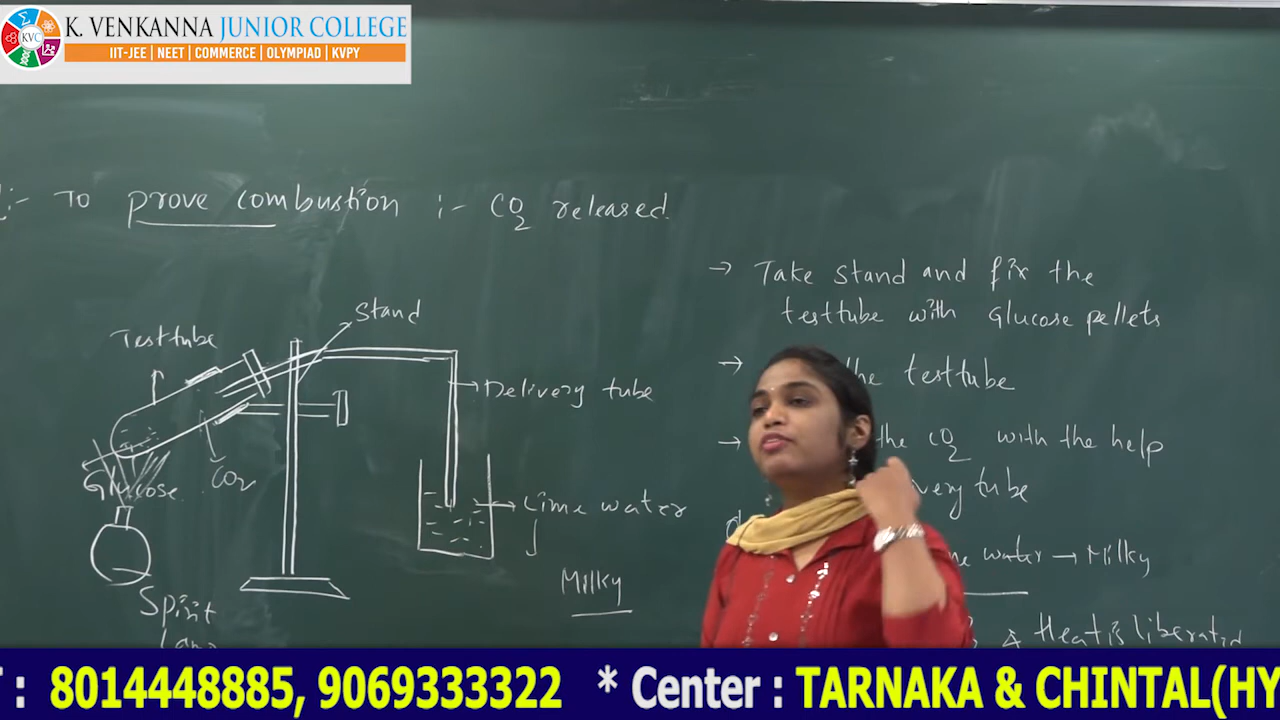 K. VENKANNA JUNIOR COLLEGE
KVC
IIT-JEE | NEET | COMMERCE | OLYMPIAD | KVPY
:- To prove combustion :- CO2 released
→ Take stand and fix the
testtube with Glucose pellets
→ the testtube
→ the CO2 with the help
very tube
water → Milky
Heat is liberated
Stand
Testtube
Delivery tube
Glucose
CO2
Lime water
Milky
Spirit
: 8014448885, 9069333322 * Center : TARNAKA & CHINTAL(HY